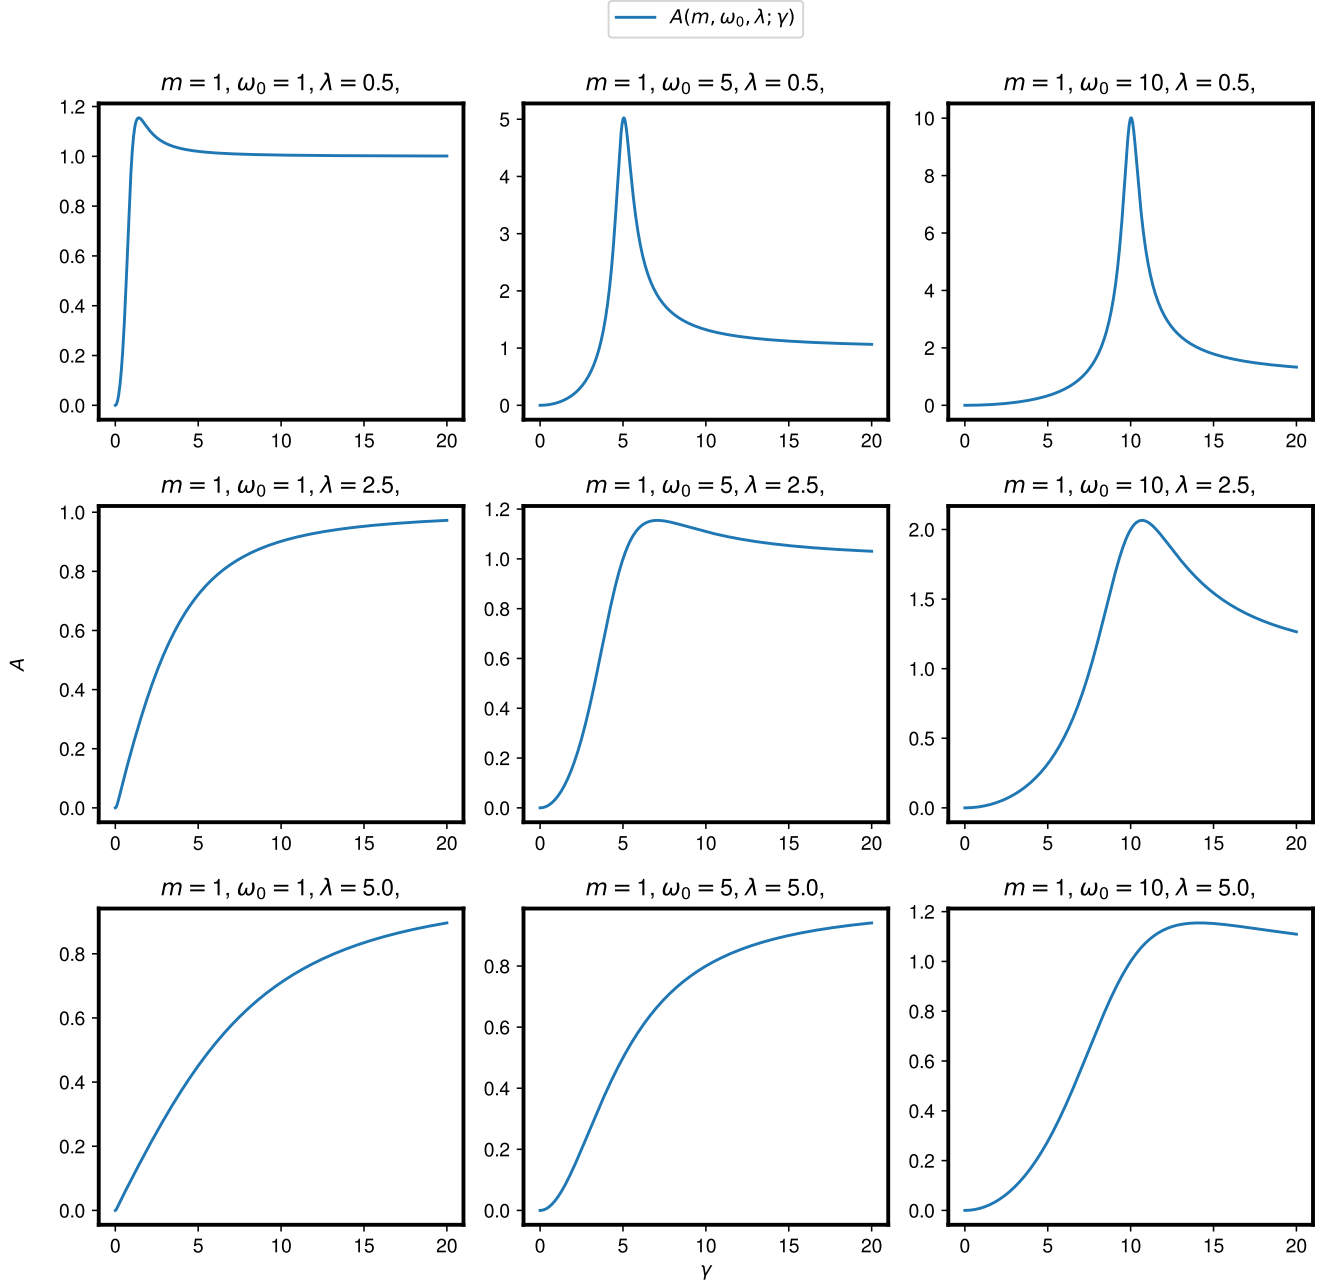 A(m, ω₀, λ; γ)
m = 1, ω₀ = 1, λ = 0.5,
m = 1, ω₀ = 5, λ = 0.5,
m = 1, ω₀ = 10, λ = 0.5,
1.2
1.0
0.8
0.6
0.4
0.2
0.0
0 5 10 15 20
5
4
3
2
1
0
0 5 10 15 20
10
8
6
4
2
0
0 5 10 15 20
m = 1, ω₀ = 1, λ = 2.5,
m = 1, ω₀ = 5, λ = 2.5,
m = 1, ω₀ = 10, λ = 2.5,
A
1.0
0.8
0.6
0.4
0.2
0.0
0 5 10 15 20
1.2
1.0
0.8
0.6
0.4
0.2
0.0
0 5 10 15 20
2.0
1.5
1.0
0.5
0.0
0 5 10 15 20
m = 1, ω₀ = 1, λ = 5.0,
m = 1, ω₀ = 5, λ = 5.0,
m = 1, ω₀ = 10, λ = 5.0,
0.8
0.6
0.4
0.2
0.0
0 5 10 15 20
0.8
0.6
0.4
0.2
0.0
0 5 10 15 20
1.2
1.0
0.8
0.6
0.4
0.2
0.0
0 5 10 15 20
γ